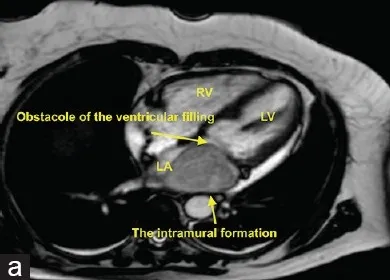 RV
Obstacole of the ventricular filling
LV
LA
The intramural formation
a